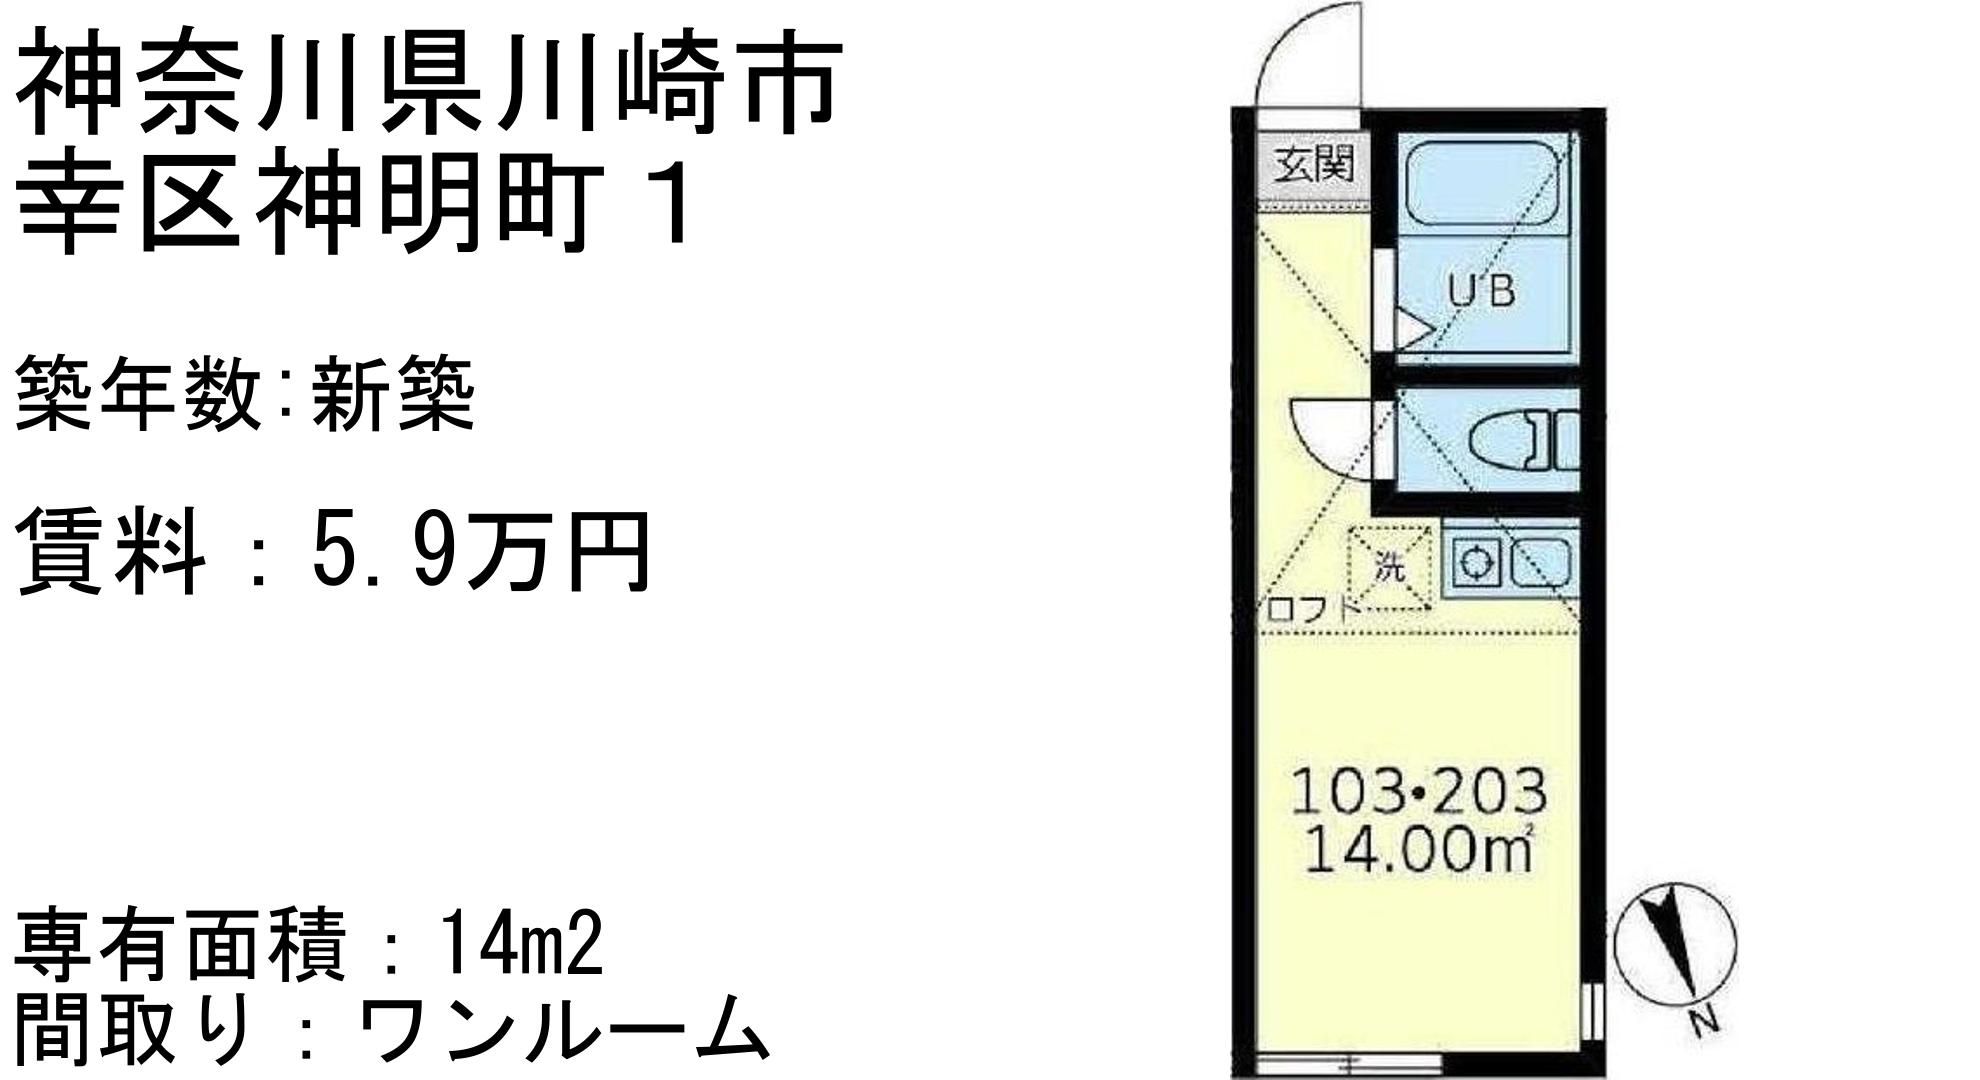 神奈川県川崎市
幸区神明町１
築年数:新築
賃料：5.9万円
専有面積：14m2
間取り：ワンルーム
玄関
UB
洗
ロフト
103・203
14.00㎡
N